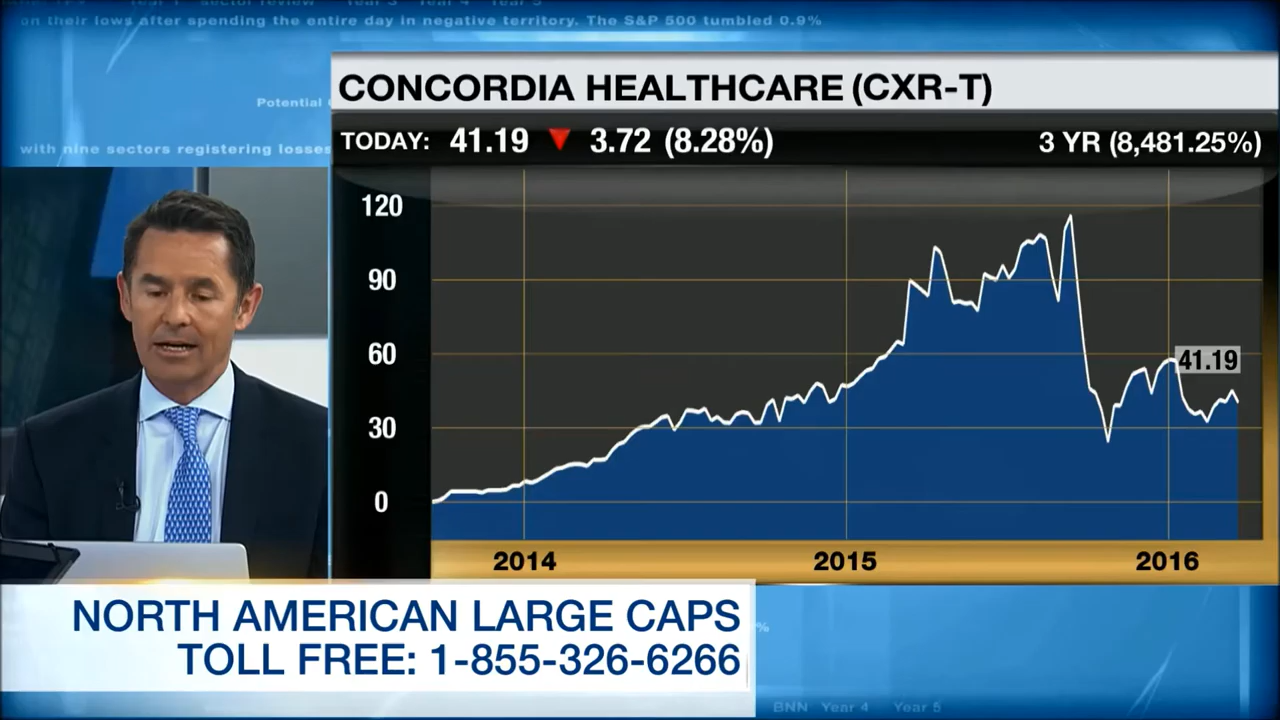 on their lows after spending the entire day in negative territory. The S&P 500 tumbled 0.9%
Potential
with nine sectors registering losses
CONCORDIA HEALTHCARE (CXR-T)
TODAY: 41.19 ▼ 3.72 (8.28%)
3 YR (8,481.25%)
120
90
60
30
0
41.19
2014 2015 2016
NORTH AMERICAN LARGE CAPS
TOLL FREE: 1-855-326-6266
%
BNN Year 4 Year 5